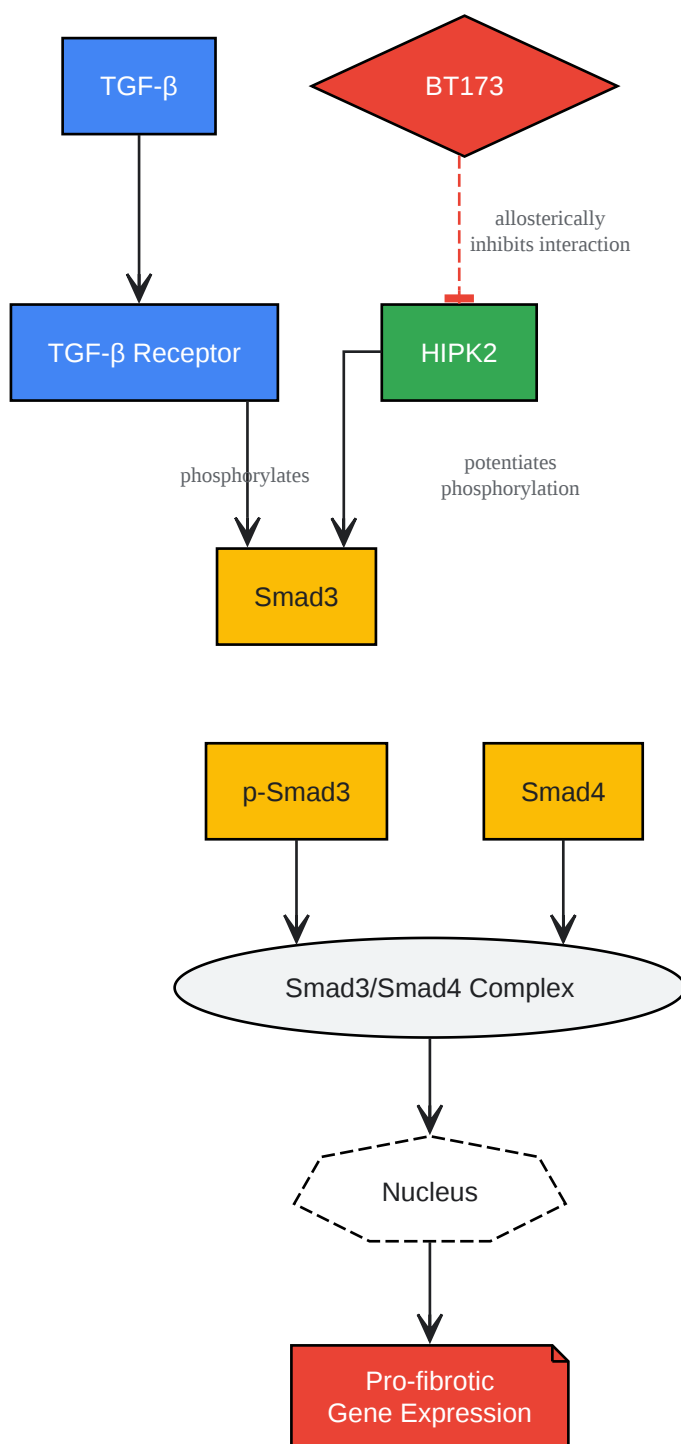 TGF-β
BT173
allosterically
inhibits interaction
TGF-β Receptor
HIPK2
phosphorylates
potentiates
phosphorylation
Smad3
p-Smad3
Smad4
Smad3/Smad4 Complex
Nucleus
Pro-fibrotic
Gene Expression